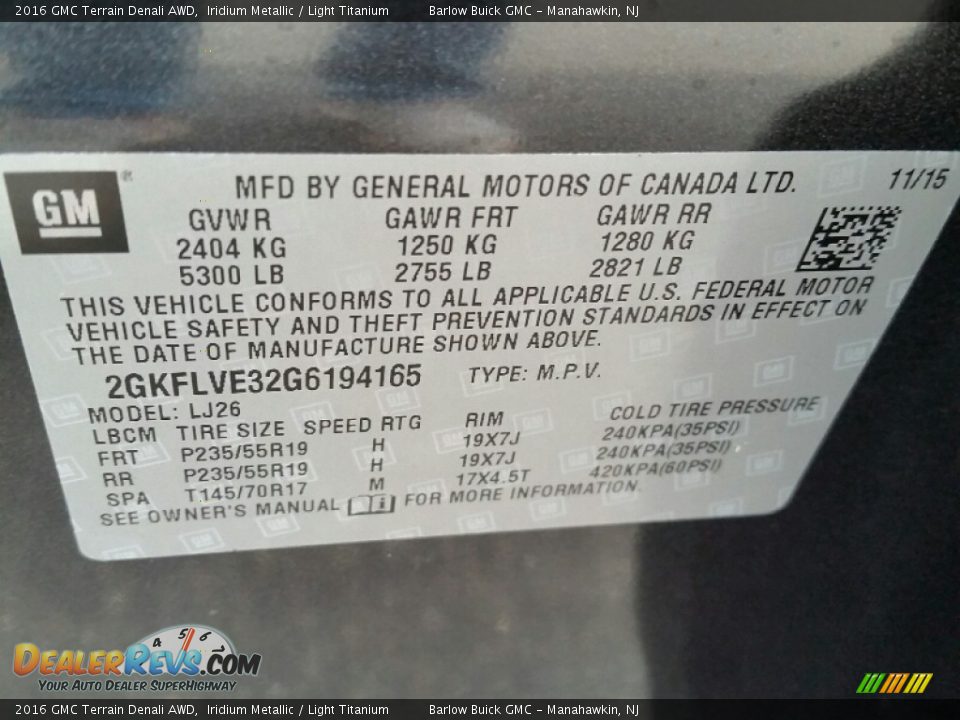 2016 GMC Terrain Denali AWD, Iridium Metallic / Light Titanium Barlow Buick GMC - Manahawkin, NJ
GM ®
MFD BY GENERAL MOTORS OF CANADA LTD. 11/15
GVWR GAWR FRT GAWR RR
2404 KG 1250 KG 1280 KG
5300 LB 2755 LB 2821 LB
THIS VEHICLE CONFORMS TO ALL APPLICABLE U.S. FEDERAL MOTOR
VEHICLE SAFETY AND THEFT PREVENTION STANDARDS IN EFFECT ON
THE DATE OF MANUFACTURE SHOWN ABOVE.
2GKFLVE32G6194165 TYPE: M.P.V.
MODEL: LJ26
LBCM TIRE SIZE SPEED RTG RIM COLD TIRE PRESSURE
FRT P235/55R19 H 19X7J 240KPA(35PSI)
RR P235/55R19 H 19X7J 240KPA(35PSI)
SPA T145/70R17 M 17X4.5T 420KPA(60PSI)
SEE OWNER'S MANUAL i FOR MORE INFORMATION.
4 5 6 7
DealerRevs.com
Your Auto Dealer SuperHighway
2016 GMC Terrain Denali AWD, Iridium Metallic / Light Titanium Barlow Buick GMC - Manahawkin, NJ